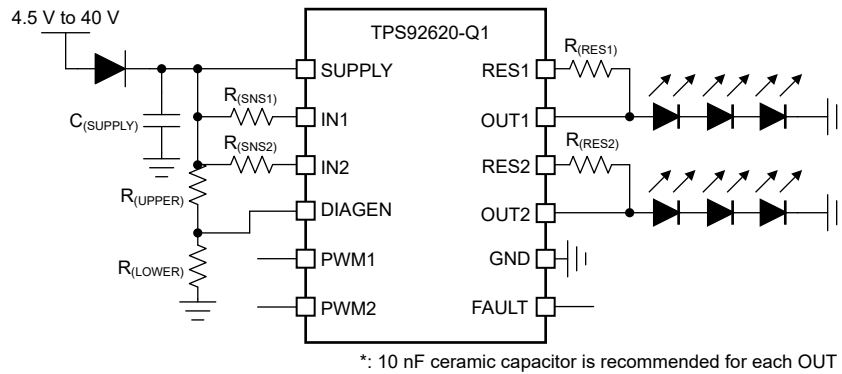 4.5 V to 40 V
TPS92620-Q1
SUPPLY
RES1
R(RES1)
R(SNS1)
C(SUPPLY)
IN1
OUT1
R(SNS2)
IN2
RES2
R(RES2)
R(UPPER)
DIAGEN
OUT2
R(LOWER)
PWM1
GND
PWM2
FAULT
*: 10 nF ceramic capacitor is recommended for each OUT